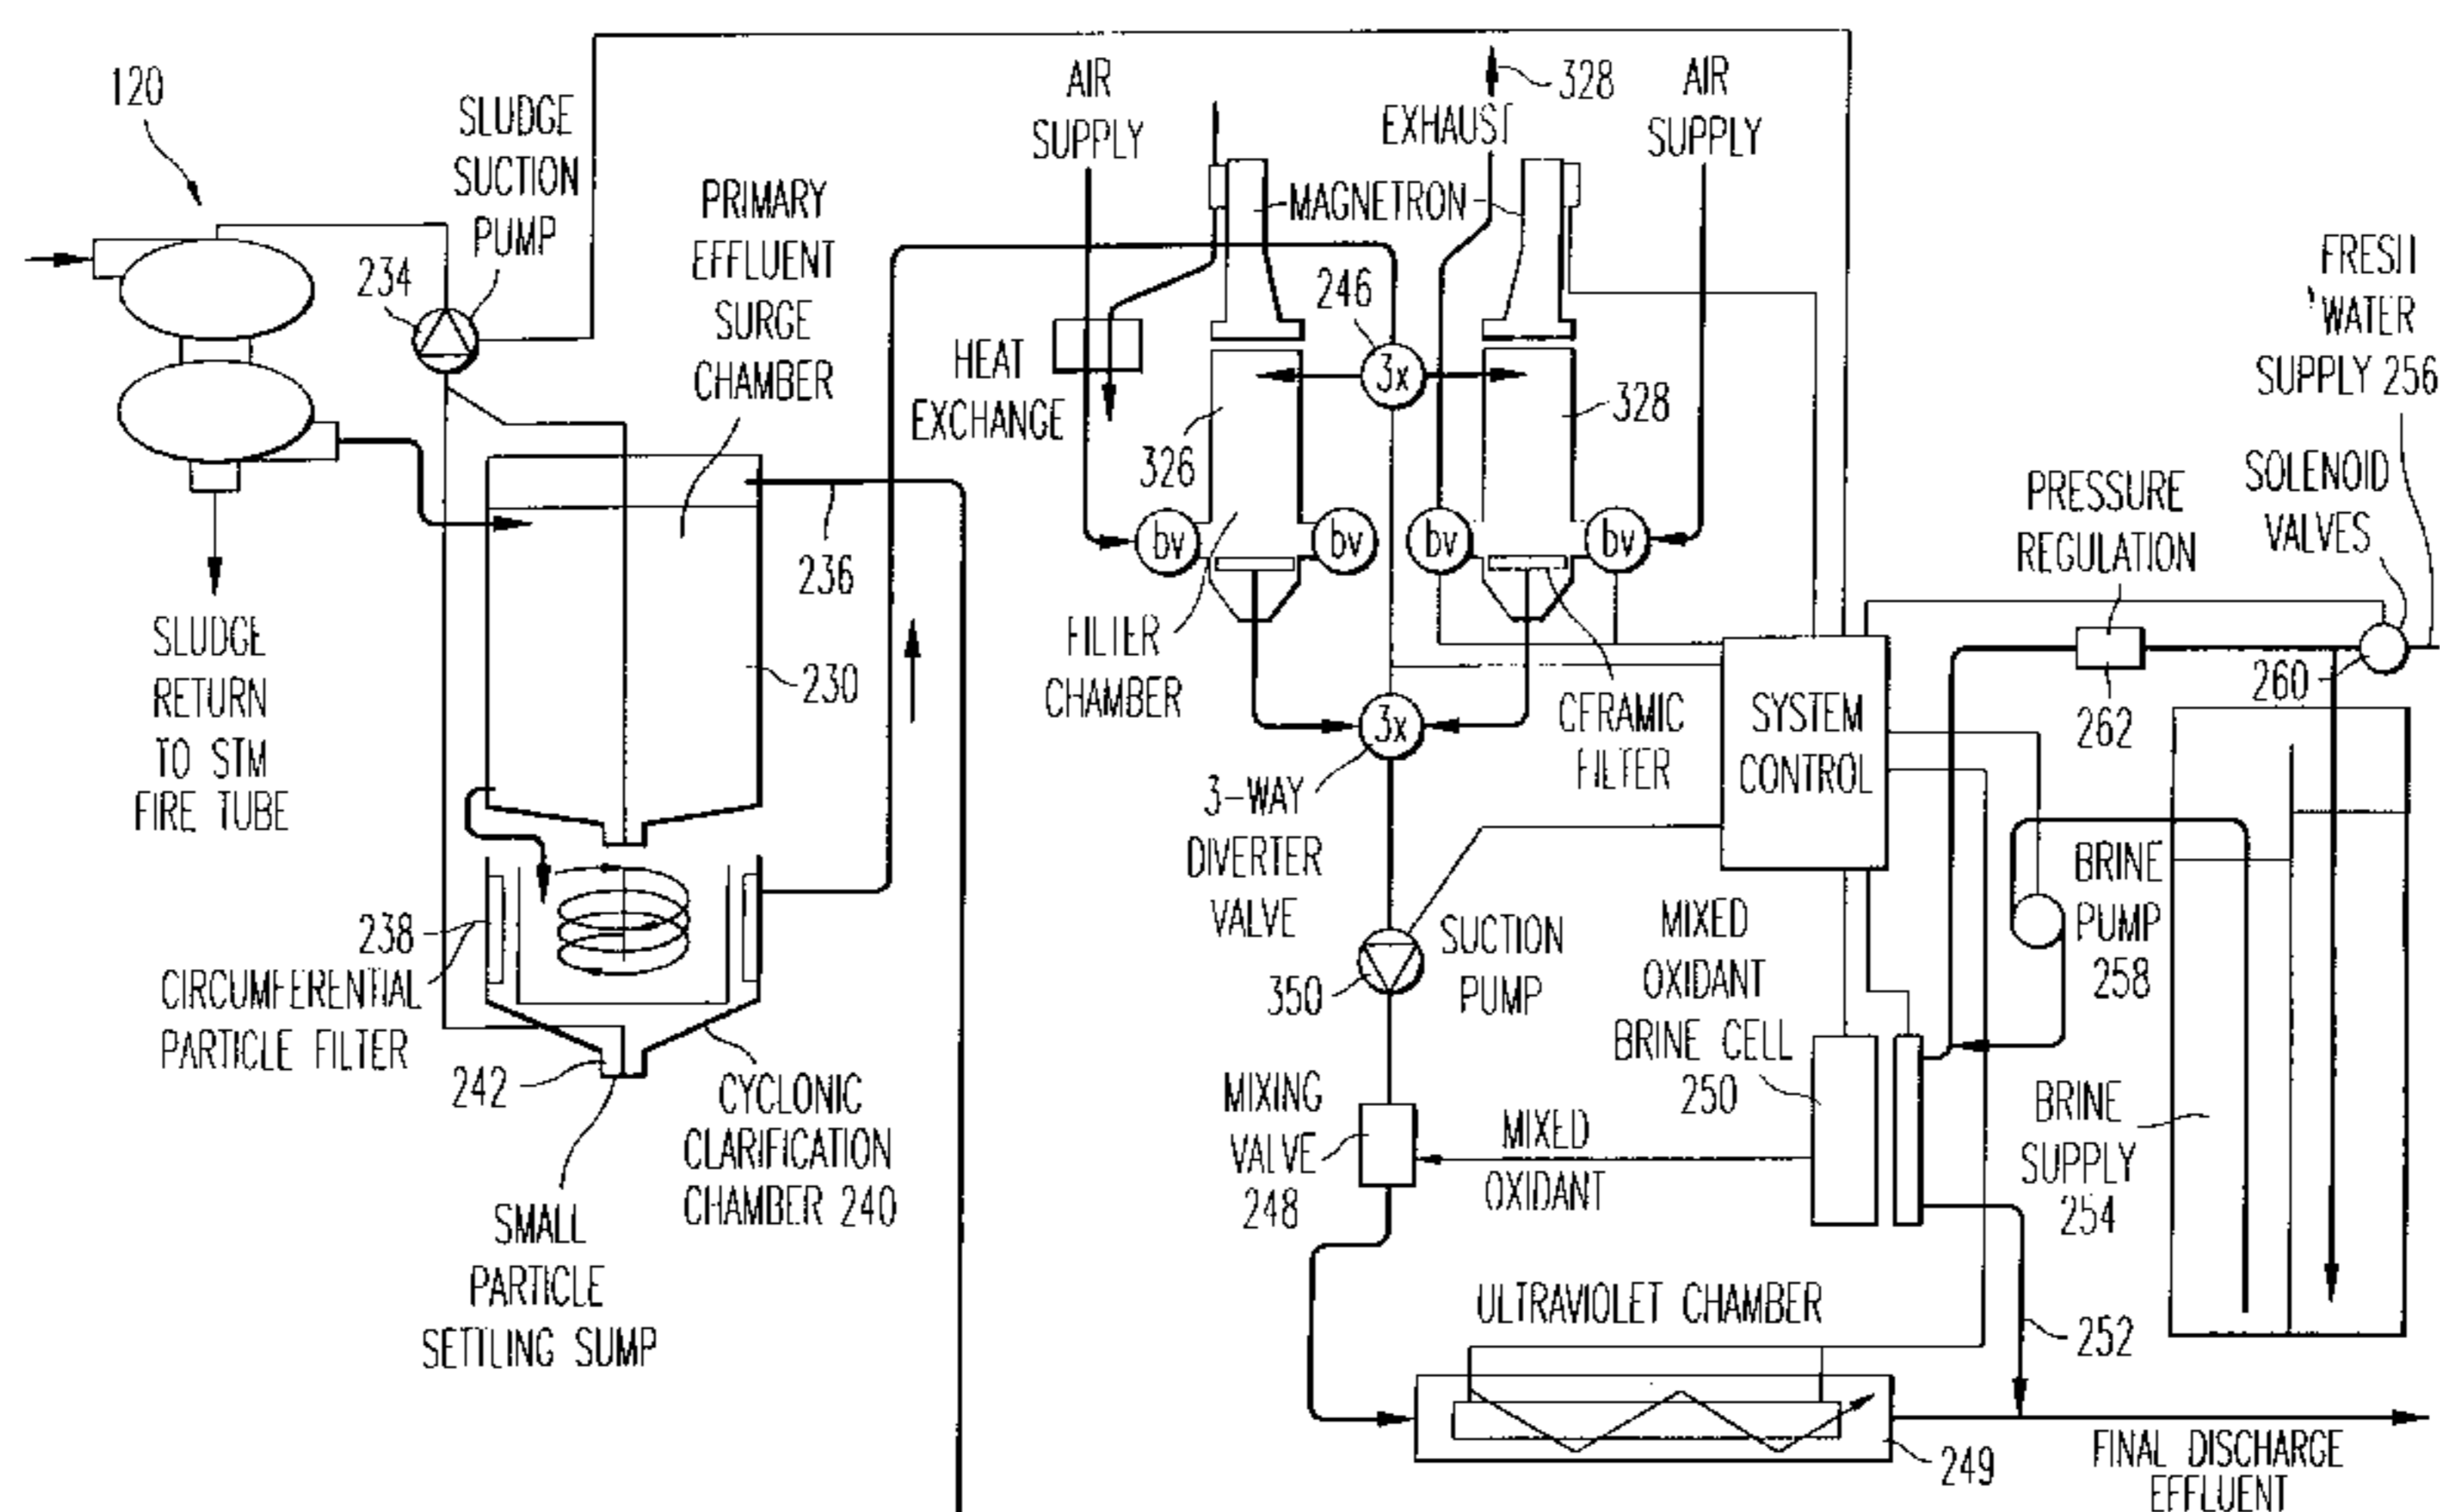 120
SLUDGE
SUCTION
PUMP
234
PRIMARY
EFFLUENT
SURGE
CHAMBER
AIR
SUPPLY
EXHAUST
328
AIR
SUPPLY
MAGNETRON
246
3x
HEAT
EXCHANGE
326
328
FRESH
WATER
SUPPLY 256
SOLENOID
VALVES
PRESSURE
REGULATION
260
262
236
bv
bv
bv
bv
SLUDGE
RETURN
TO STM
FIRE TUBE
230
FILTER
CHAMBER
3x
CERAMIC
FILTER
SYSTEM
CONTROL
3-WAY
DIVERTER
VALVE
238
CIRCUMFERENTIAL
PARTICLE FILTER
242
CYCLONIC
CLARIFICATION
CHAMBER 240
SMALL
PARTICLE
SETTLING SUMP
350
SUCTION
PUMP
MIXED
OXIDANT
BRINE CELL
250
BRINE
PUMP
258
MIXING
VALVE
248
MIXED
OXIDANT
BRINE
SUPPLY
254
ULTRAVIOLET CHAMBER
252
249
FINAL DISCHARGE
EFFLUENT